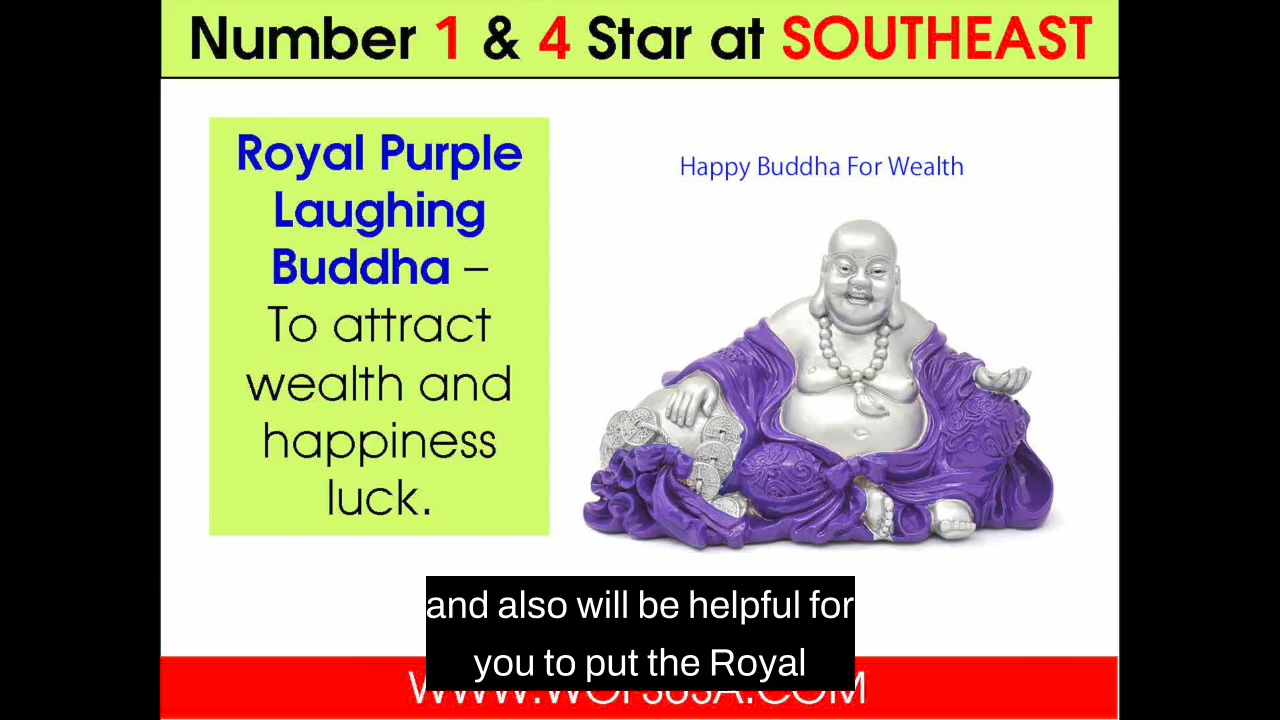 Number 1 & 4 Star at SOUTHEAST
Royal Purple
Laughing
Buddha –
To attract
wealth and
happiness
luck.
Happy Buddha For Wealth
and also will be helpful for
you to put the Royal